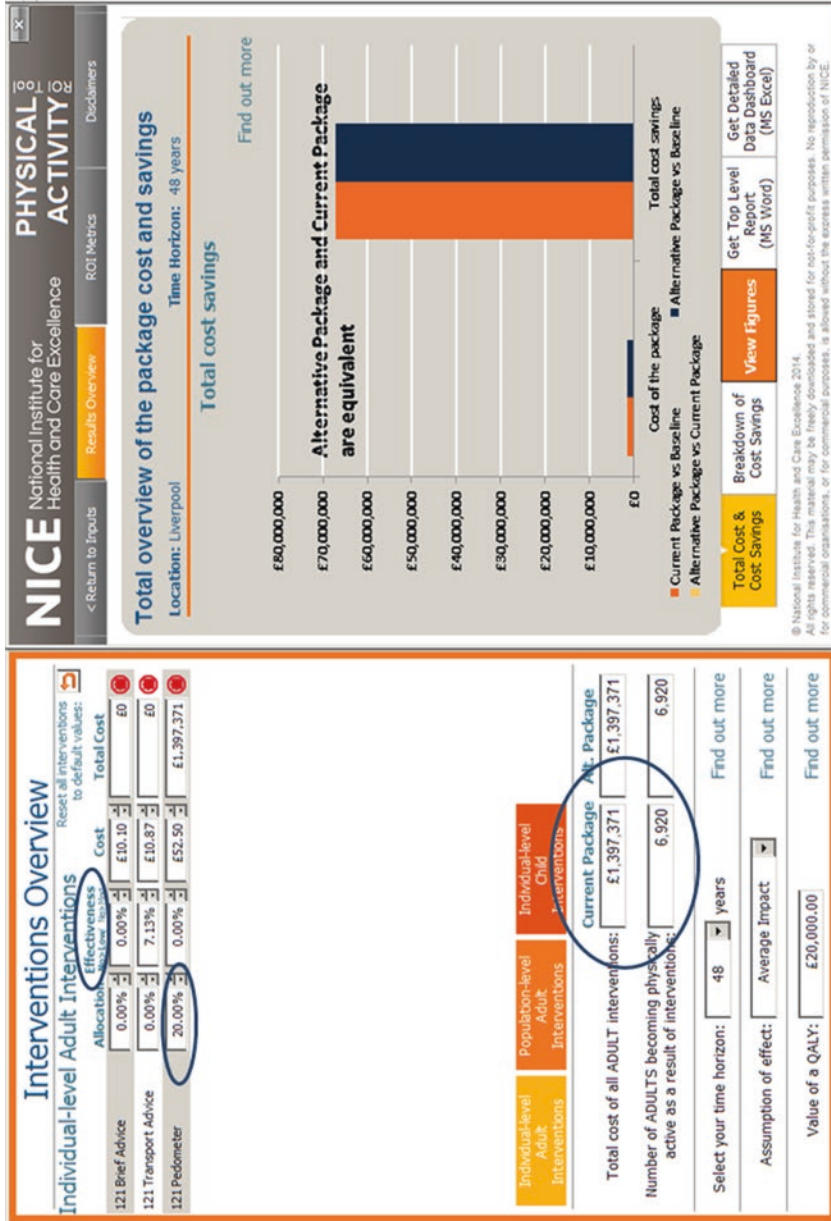 Interventions Overview
Individual-level Adult Interventions
Reset all interventions
to default values:
Allocation
Effectiveness
Cost
Total Cost
121 Brief Advice 0.00% 0.00% £10.10 £0
121 Transport Advice 0.00% 7.13% £10.87 £0
121 Pedometer 20.00% 0.00% £52.50 £1,397,371
Individual-level
Adult
Interventions
Population-level
Adult
Interventions
Individual-level
Child
Interventions
Current Package Alt. Package
Total cost of all ADULT interventions: £1,397,371 £1,397,371
Number of ADULTS becoming physically
active as a result of interventions: 6,920 6,920
Select your time horizon: 48 years Find out more
Assumption of effect: Average Impact Find out more
Value of a QALY: £20,000.00 Find out more
NICE National Institute for
Health and Care Excellence
PHYSICAL
ACTIVITY
ROI Tool
x
< Return to Inputs
Results Overview
ROI Metrics
Disclaimers
Total overview of the package cost and savings
Location: Liverpool Time Horizon: 48 years
Find out more
Total cost savings
Alternative Package and Current Package
are equivalent
£80,000,000
£70,000,000
£60,000,000
£50,000,000
£40,000,000
£30,000,000
£20,000,000
£10,000,000
£0
Cost of the package Total cost savings
Current Package vs Baseline Alternative Package vs Baseline
Alternative Package vs Current Package
Total Cost &
Cost Savings
Breakdown of
Cost Savings
View Figures
Get Top Level
Report
(MS Word)
Get Detailed
Data Dashboard
(MS Excel)
© National Institute for Health and Care Excellence 2014.
All rights reserved. This material may be freely downloaded and stored for not-for-profit purposes. No reproduction by or
for commercial organisations, or for commercial purposes, is allowed without the express written permission of NICE.